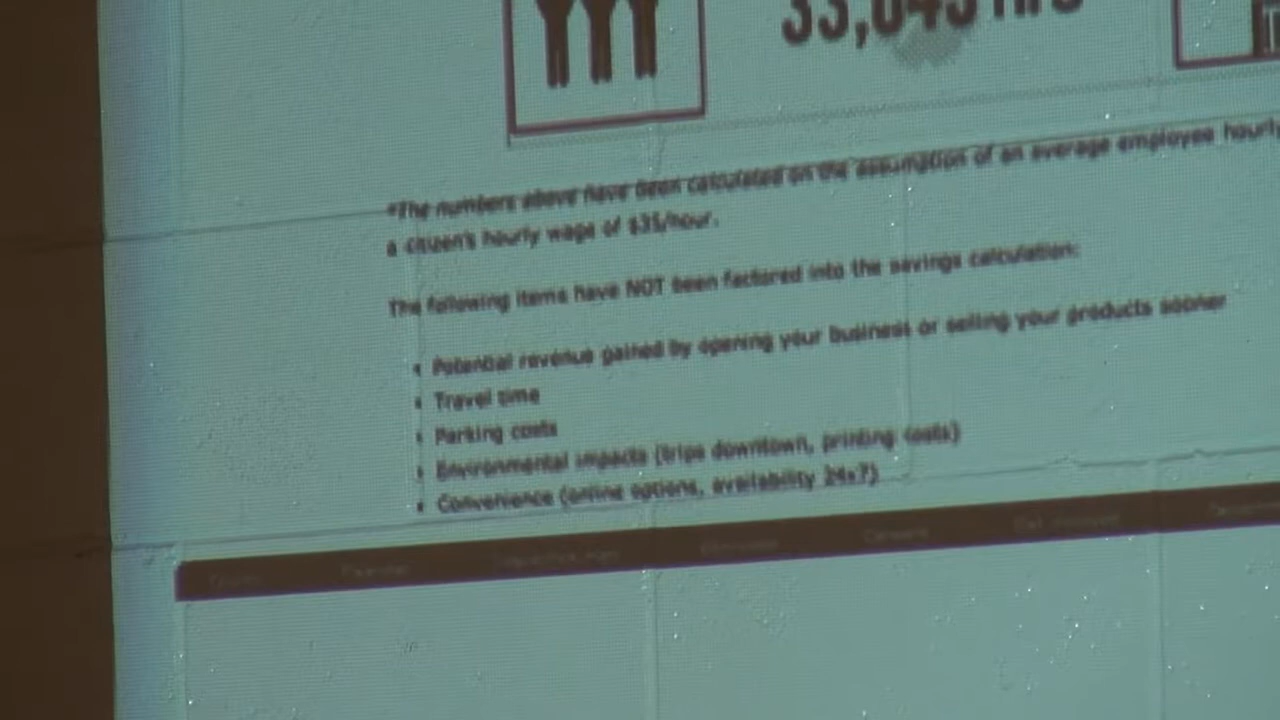 *The numbers above have been calculated on the assumption of an average employee hourly
a citizen's hourly wage of $35/hour.
The following items have NOT been factored into the savings calculation:
• Potential revenue gained by opening your business or selling your products sooner
• Travel time
• Parking costs
• Environmental impacts (trips downtown, printing costs)
• Convenience (online options, availability 24x7)
Careers